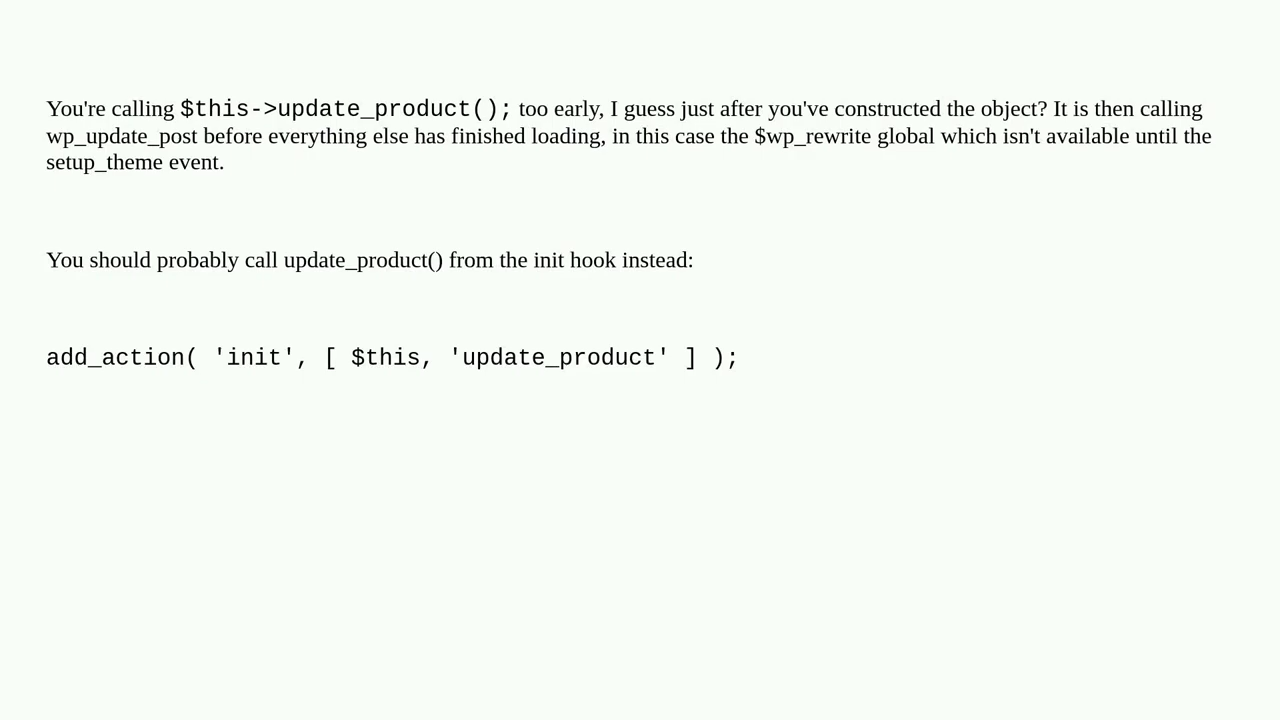 You're calling $this->update_product(); too early, I guess just after you've constructed the object? It is then calling
wp_update_post before everything else has finished loading, in this case the $wp_rewrite global which isn't available until the
setup_theme event.
You should probably call update_product() from the init hook instead:
add_action( 'init', [ $this, 'update_product' ] );